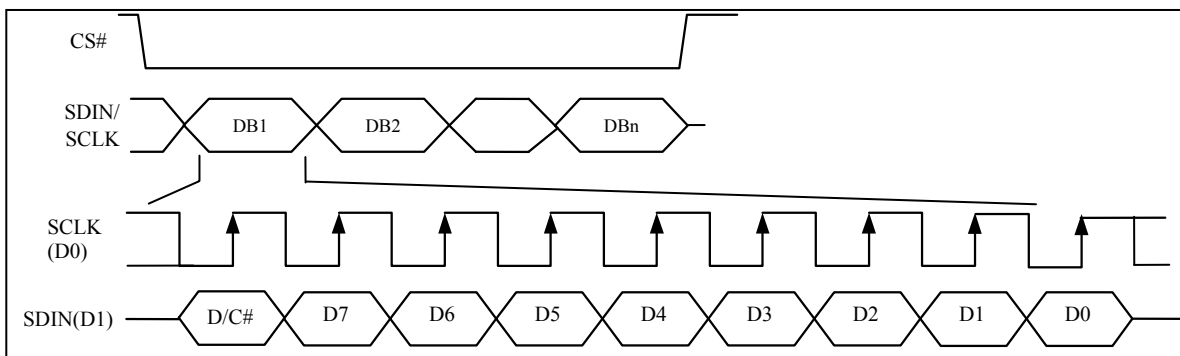 CS#
SDIN/
SCLK
DB1 DB2 DBn
SCLK
(D0)
SDIN(D1) D/C# D7 D6 D5 D4 D3 D2 D1 D0